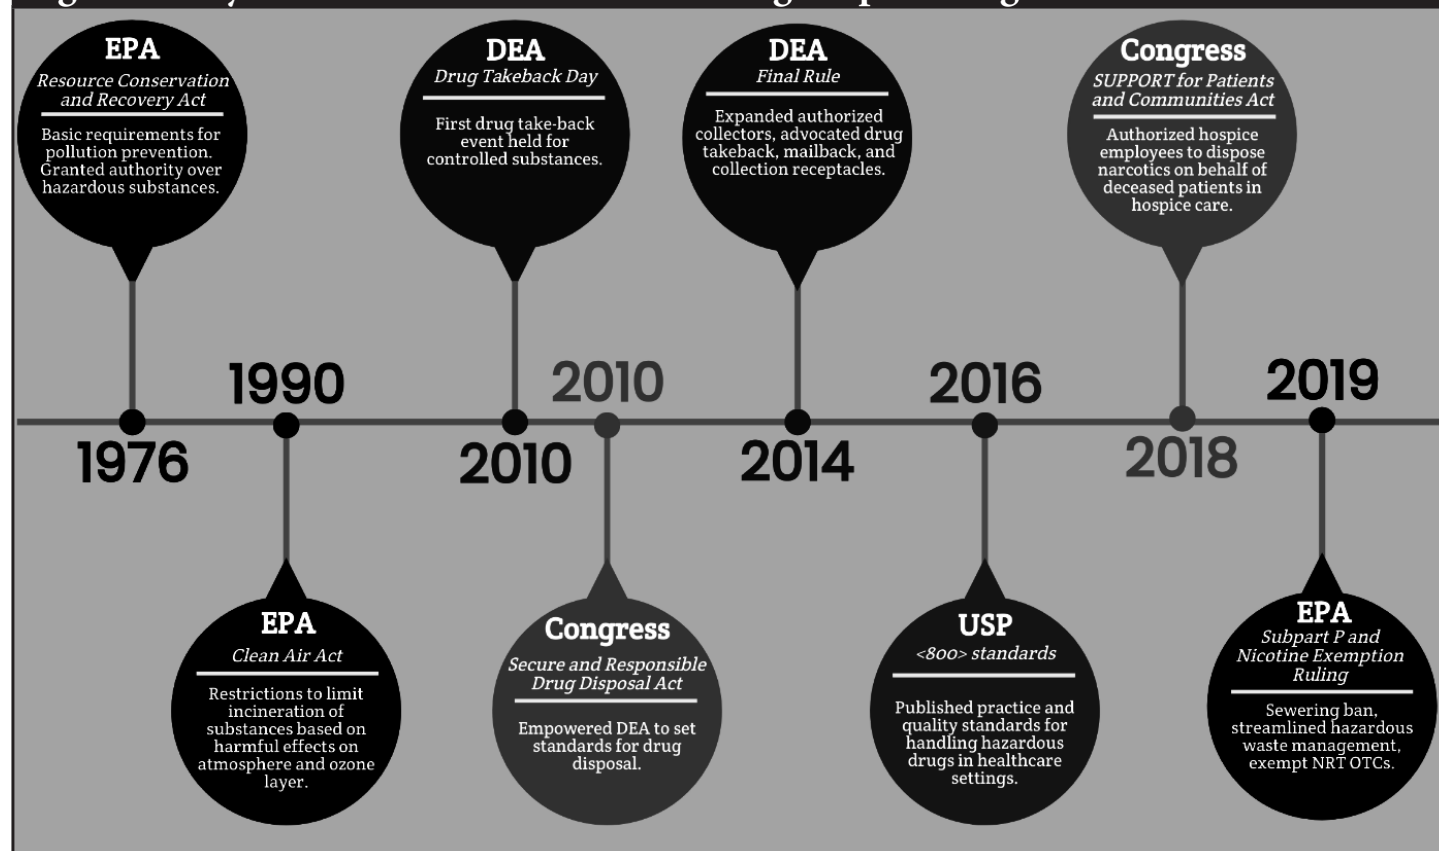 EPA
Resource Conservation
and Recovery Act
Basic requirements for
pollution prevention.
Granted authority over
hazardous substances.
DEA
Drug Takeback Day
First drug take-back
event held for
controlled substances.
DEA
Final Rule
Expanded authorized
collectors, advocated drug
takeback, mailback, and
collection receptacles.
Congress
SUPPORT for Patients
and Communities Act
Authorized hospice
employees to dispose
narcotics on behalf of
deceased patients in
hospice care.
1990
2010
2016
2019
1976
2010
2014
2018
EPA
Clean Air Act
Restrictions to limit
incineration of
substances based on
harmful effects on
atmosphere and ozone
layer.
Congress
Secure and Responsible
Drug Disposal Act
Empowered DEA to set
standards for drug
disposal.
USP
<800> standards
Published practice and
quality standards for
handling hazardous
drugs in healthcare
settings.
EPA
Subpart P and
Nicotine Exemption
Ruling
Sewering ban,
streamlined hazardous
waste management,
exempt NRT OTCs.